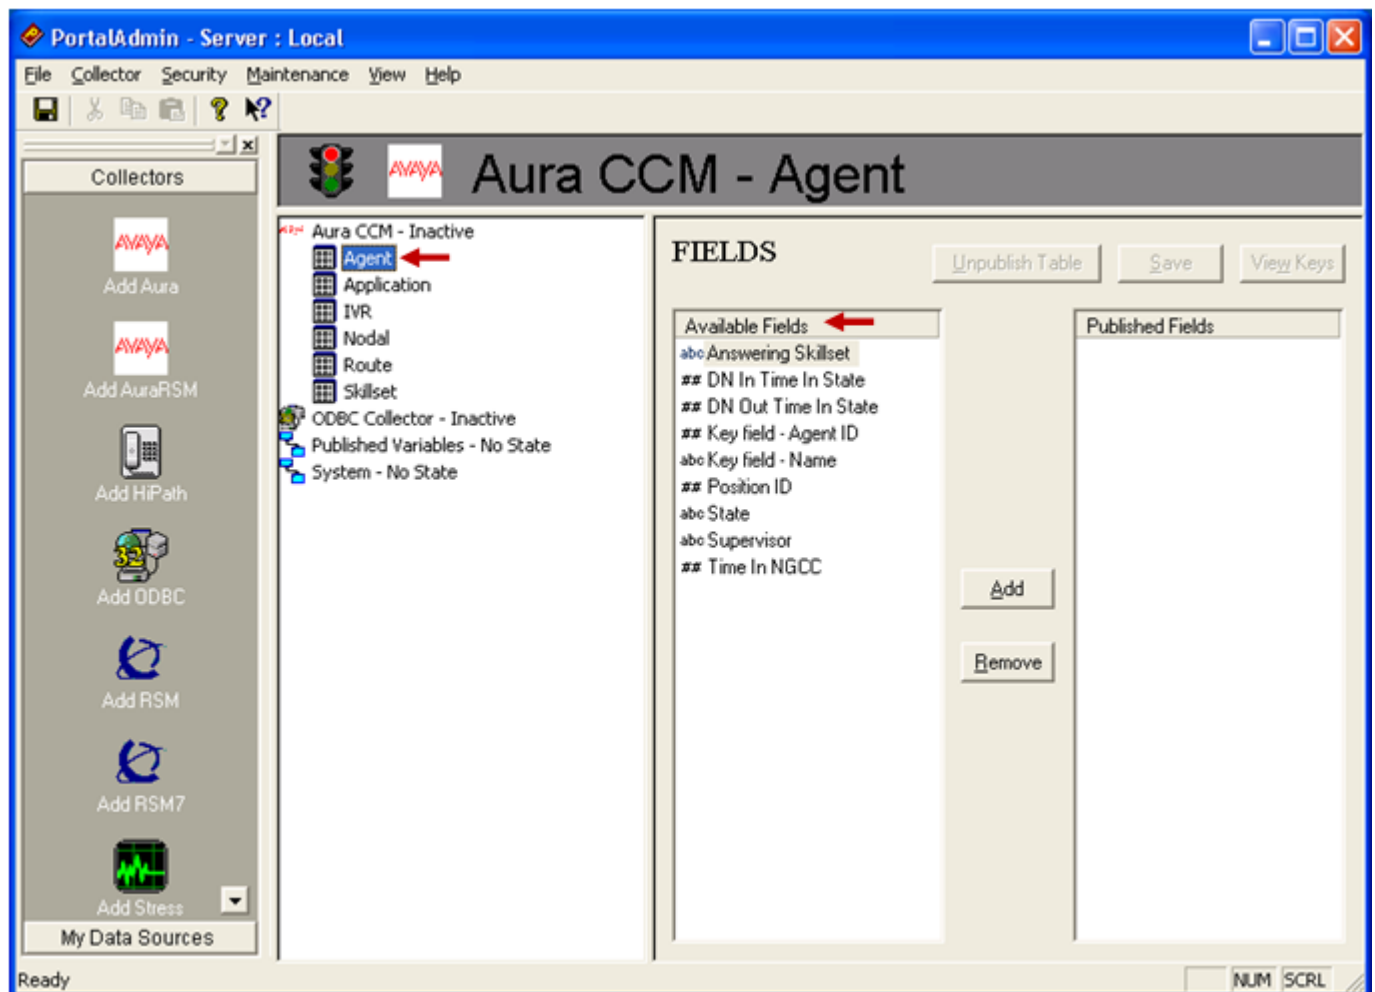 PortalAdmin - Server : Local
File Collector Security Maintenance View Help
Collectors
AVAYA
Add Aura
AVAYA
Add AuraRSM
Add HiPath
32
Add ODBC
Add RSM
Add RSM7
Add Stress
My Data Sources
AVAYA Aura CCM - Agent
Aura CCM - Inactive
Agent
Application
IVR
Nodal
Route
Skillset
ODBC Collector - Inactive
Published Variables - No State
System - No State
FIELDS
Unpublish Table Save View Keys
Available Fields
abc Answering Skillset
## DN In Time In State
## DN Out Time In State
## Key field - Agent ID
abc Key field - Name
## Position ID
abc State
abc Supervisor
## Time In NGCC
Add
Remove
Published Fields
Ready
NUM SCRL